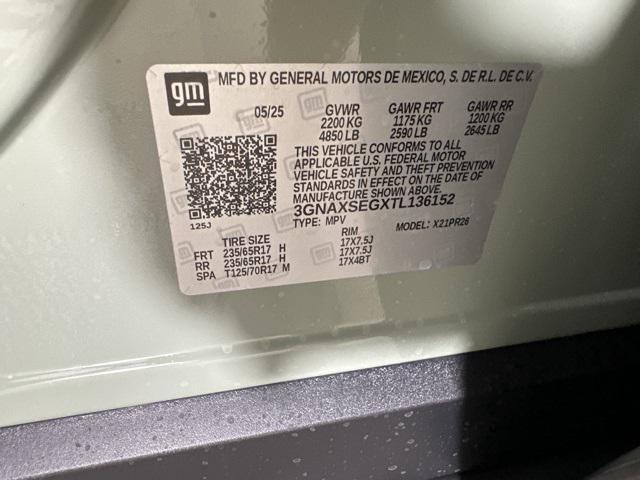 gm
MFD BY GENERAL MOTORS DE MEXICO, S. DE R.L. DE C.V.
05/25 GVWR GAWR FRT GAWR RR
2200 KG 1175 KG 1200 KG
4850 LB 2590 LB 2645 LB
THIS VEHICLE CONFORMS TO ALL
APPLICABLE U.S. FEDERAL MOTOR
VEHICLE SAFETY AND THEFT PREVENTION
STANDARDS IN EFFECT ON THE DATE OF
MANUFACTURE SHOWN ABOVE.
3GNAXSEGXTL136152
125J
TYPE: MPV MODEL: X21PR26
TIRE SIZE RIM
FRT 235/65R17 H 17X7.5J
RR 235/65R17 H 17X7.5J
SPA T125/70R17 M 17X4BT